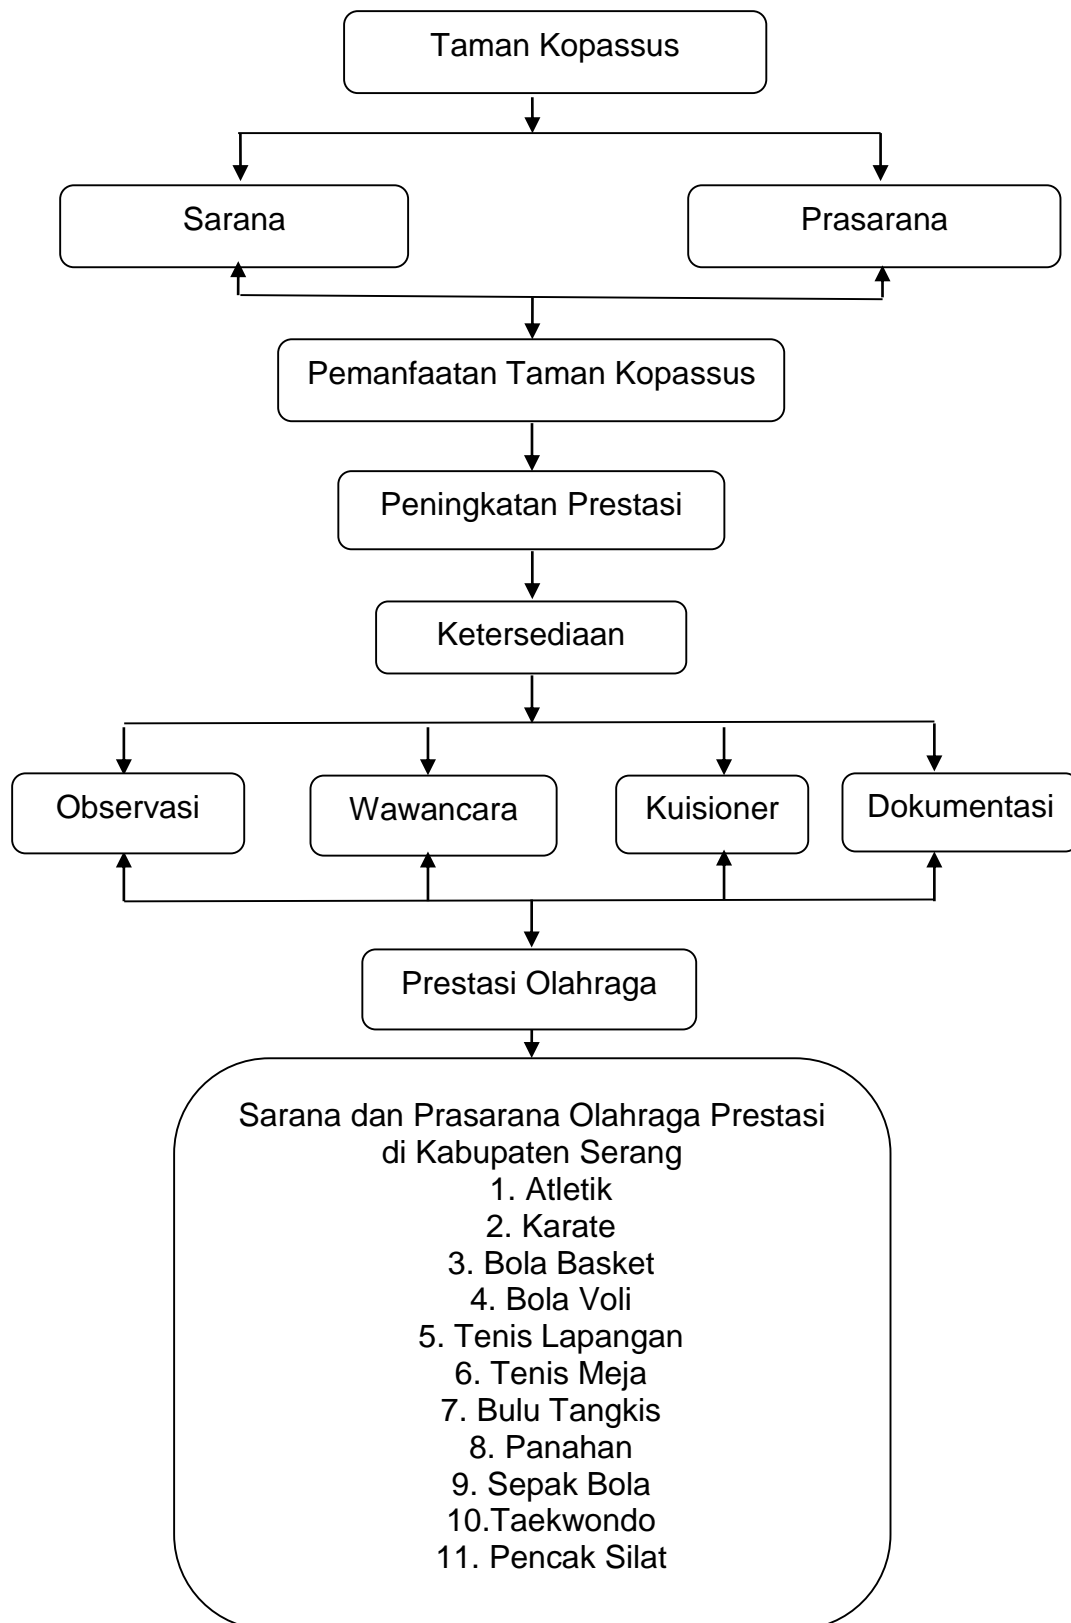 Taman Kopassus
Sarana
Prasarana
Pemanfaatan Taman Kopassus
Peningkatan Prestasi
Ketersediaan
Observasi
Wawancara
Kuisioner
Dokumentasi
Prestasi Olahraga
Sarana dan Prasarana Olahraga Prestasi
di Kabupaten Serang
1. Atletik
2. Karate
3. Bola Basket
4. Bola Voli
5. Tenis Lapangan
6. Tenis Meja
7. Bulu Tangkis
8. Panahan
9. Sepak Bola
10.Taekwondo
11. Pencak Silat